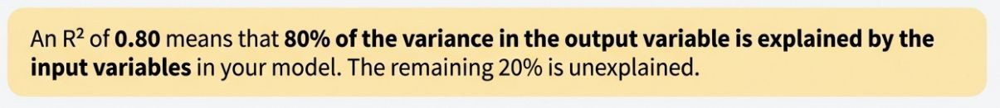 An R² of 0.80 means that 80% of the variance in the output variable is explained by the
input variables in your model. The remaining 20% is unexplained.